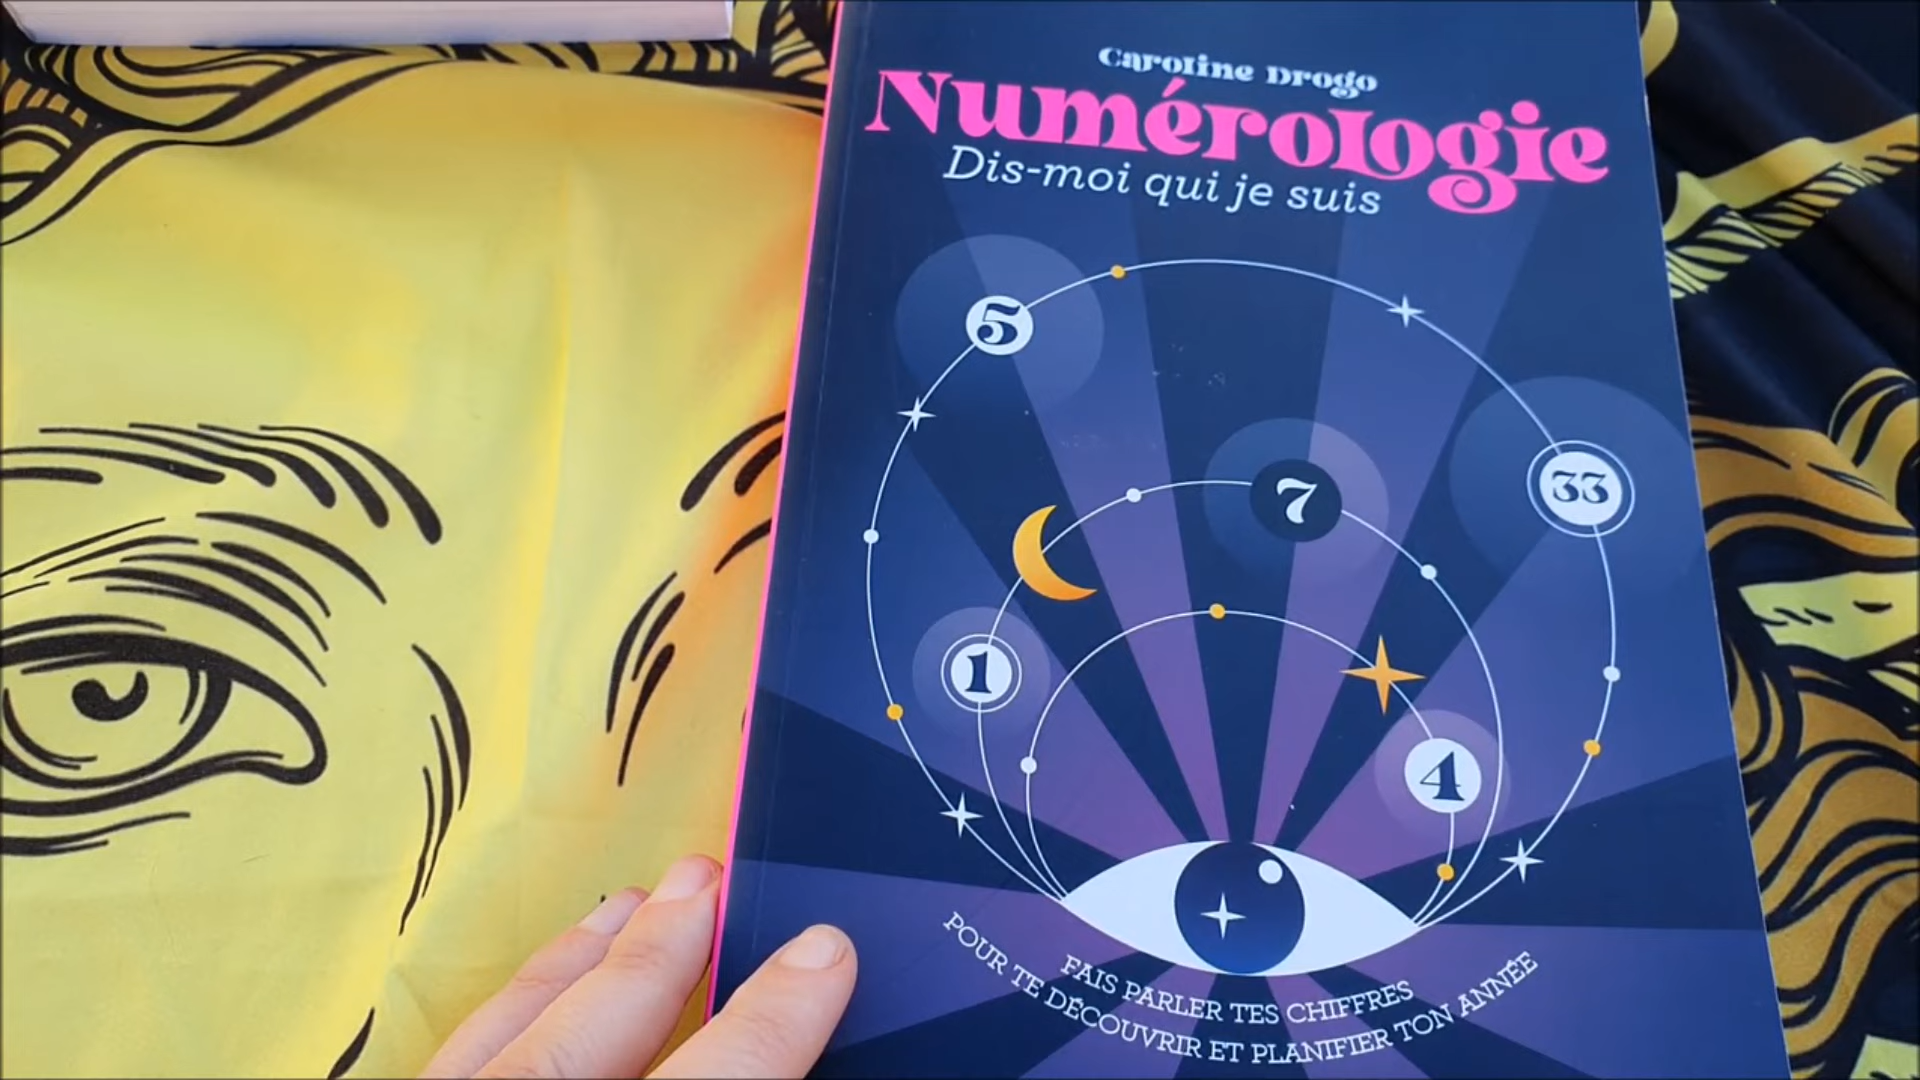 Caroline Drogo
Numérologie
Dis-moi qui je suis
5
33
7
1
4
FAIS PARLER TES CHIFFRES
POUR TE DÉCOUVRIR ET PLANIFIER TON ANNÉE